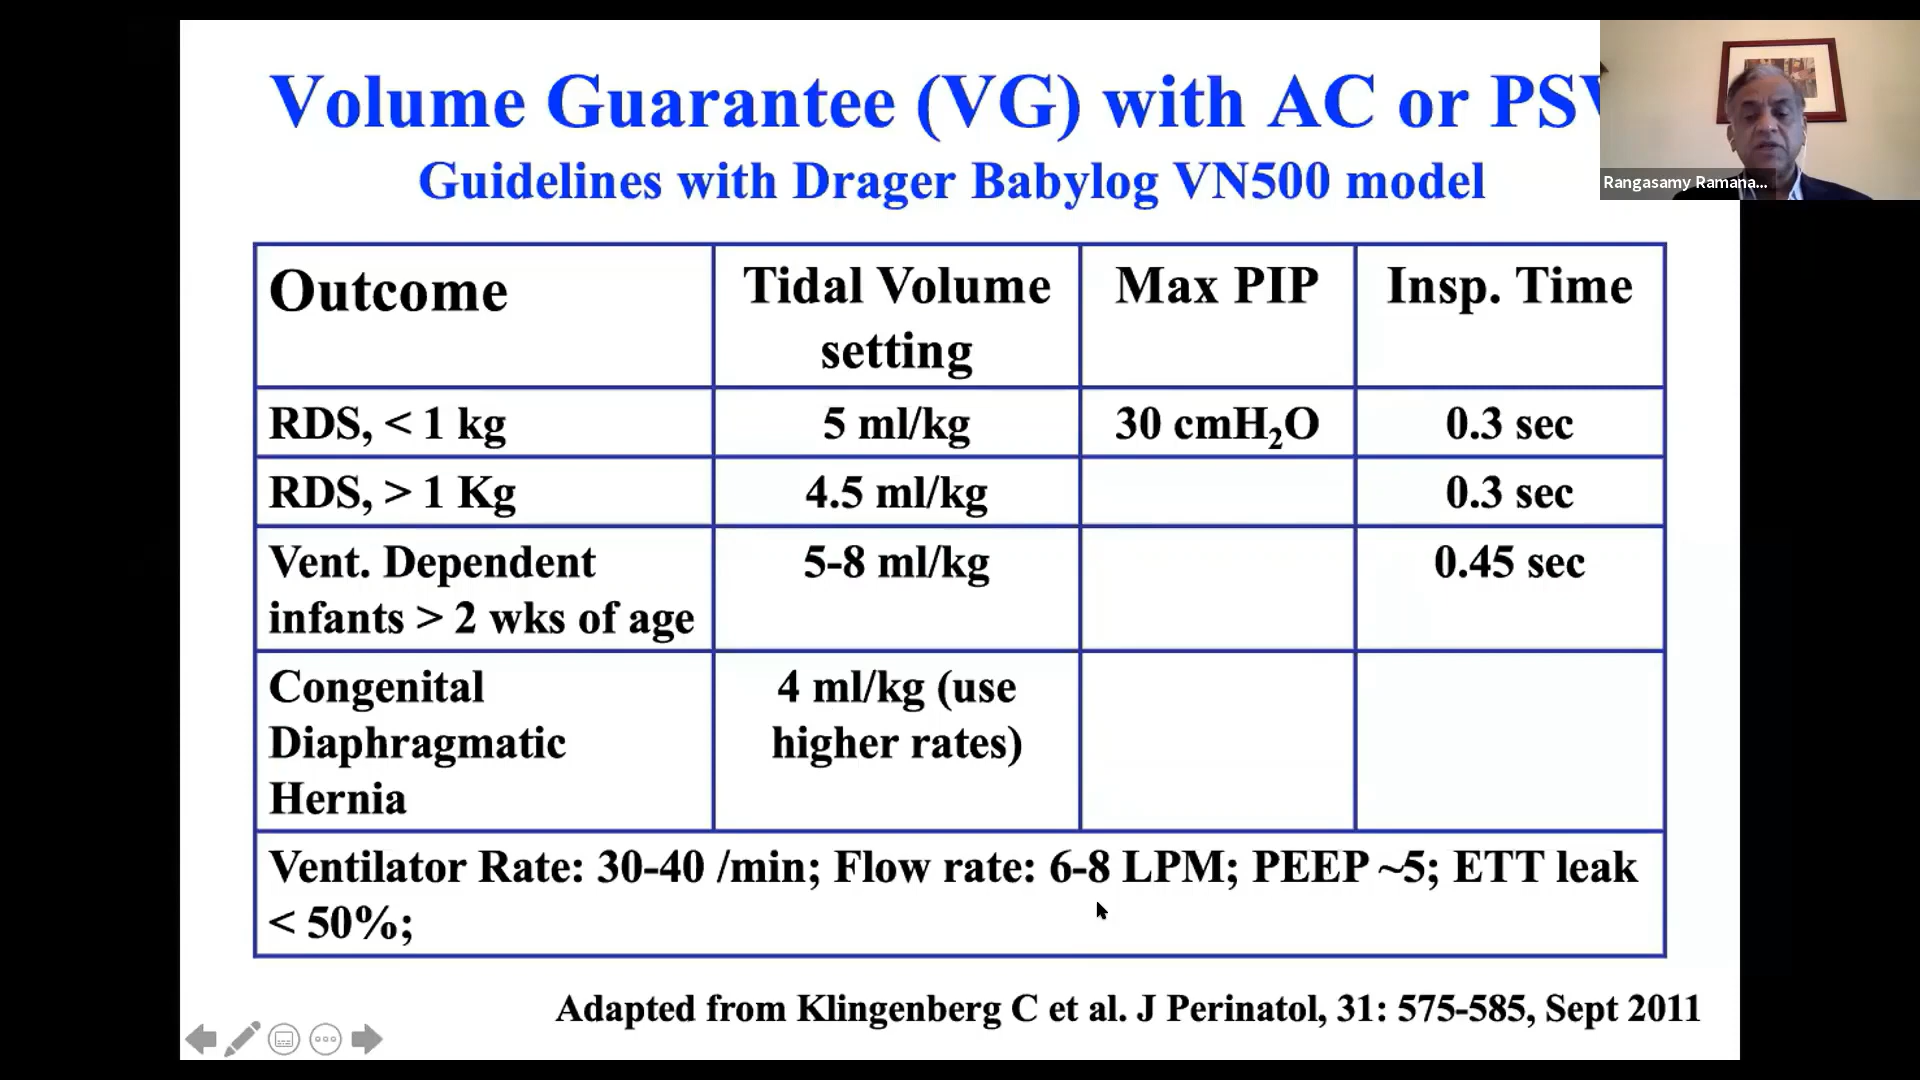 Volume Guarantee (VG) with AC or PSV
Guidelines with Drager Babylog VN500 model
Rangasamy Ramana...
Outcome
Tidal Volume
setting
Max PIP
Insp. Time
RDS, < 1 kg
5 ml/kg
30 cmH₂O
0.3 sec
RDS, > 1 Kg
4.5 ml/kg
0.3 sec
Vent. Dependent
infants > 2 wks of age
5-8 ml/kg
0.45 sec
Congenital
Diaphragmatic
Hernia
4 ml/kg (use
higher rates)
Ventilator Rate: 30-40 /min; Flow rate: 6-8 LPM; PEEP ~5; ETT leak
< 50%;
Adapted from Klingenberg C et al. J Perinatol, 31: 575-585, Sept 2011